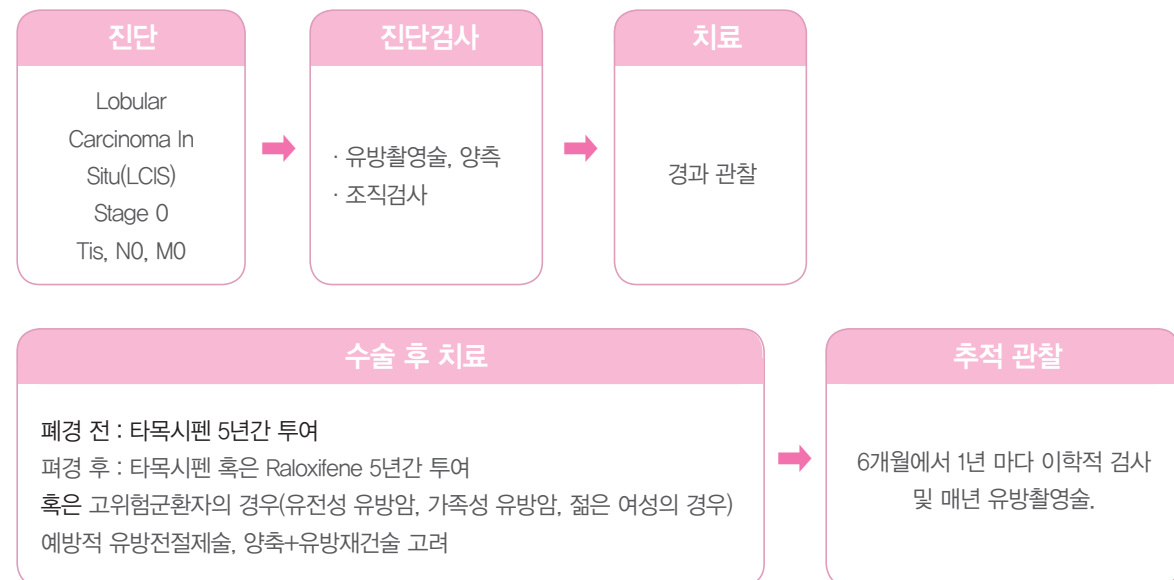 진단
Lobular
Carcinoma In
Situ(LCIS)
Stage 0
Tis, N0, M0
진단검사
· 유방촬영술, 양측
· 조직검사
치료
경과 관찰
수술 후 치료
폐경 전 : 타목시펜 5년간 투여
펴경 후 : 타목시펜 혹은 Raloxifene 5년간 투여
혹은 고위험군환자의 경우(유전성 유방암, 가족성 유방암, 젊은 여성의 경우)
예방적 유방전절제술, 양축+유방재건술 고려
추적 관찰
6개월에서 1년 마다 이학적 검사
및 매년 유방촬영술.